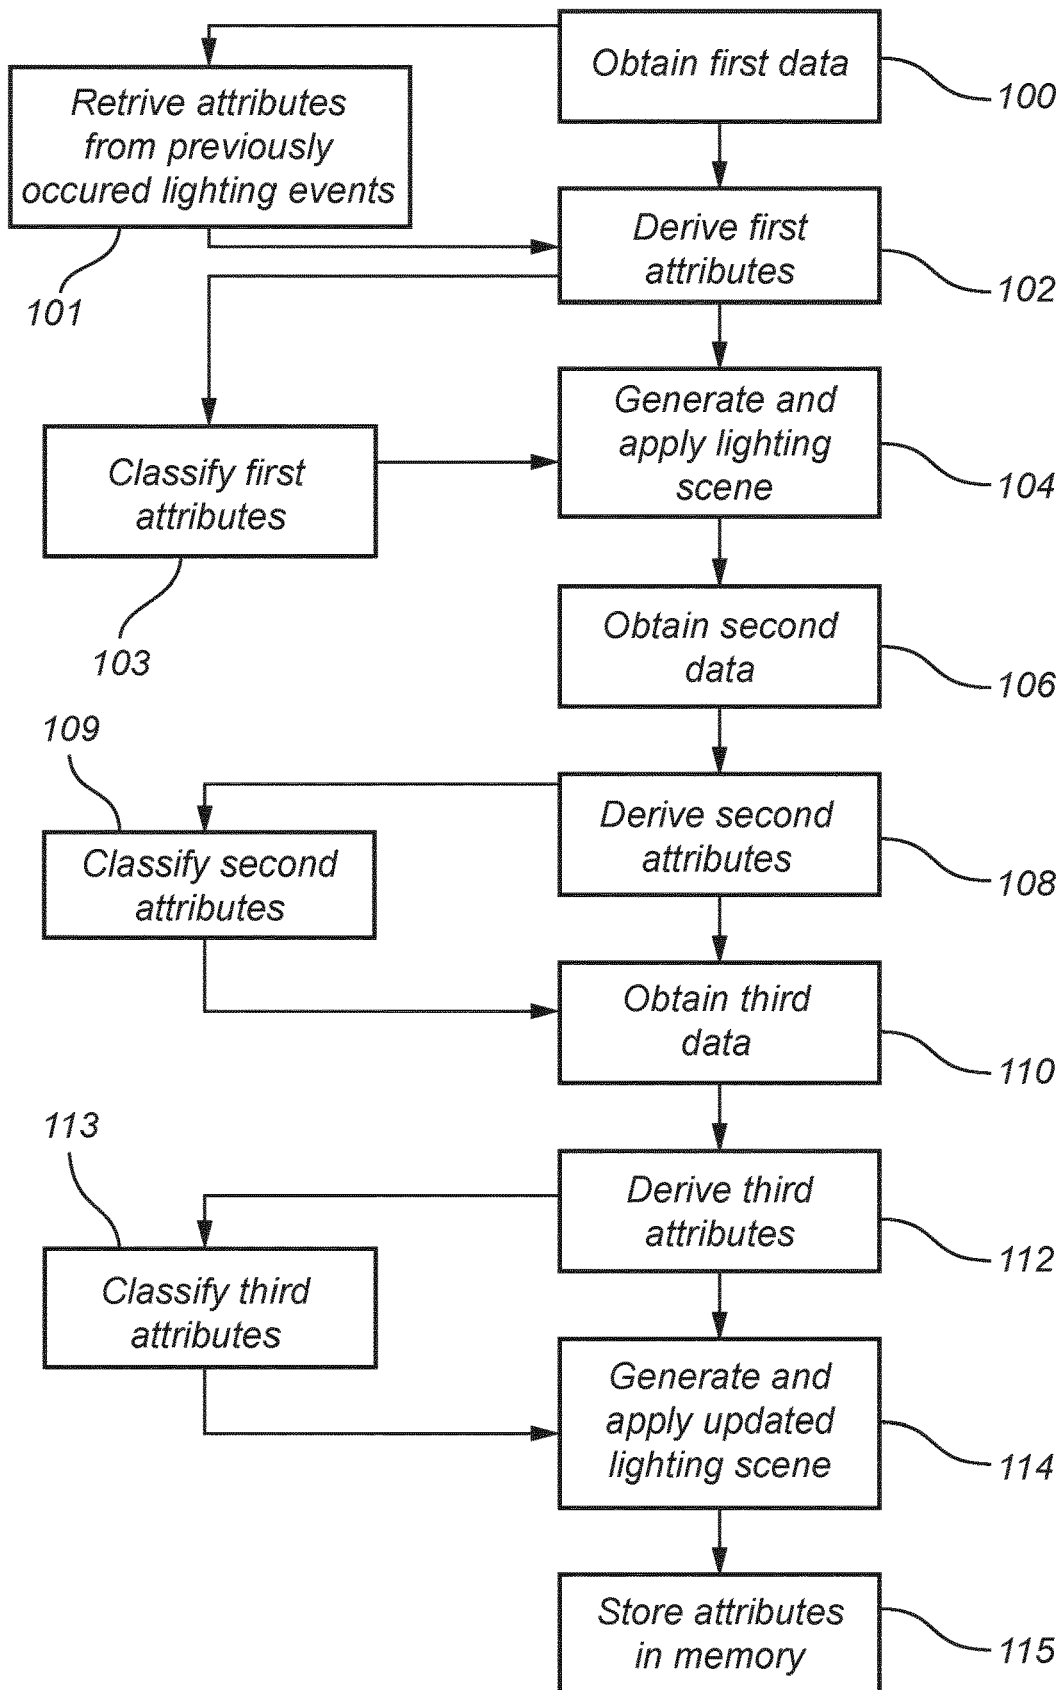 Obtain first data
100
Retrive attributes
from previously
occured lighting events
101
Derive first
attributes
102
Classify first
attributes
103
Generate and
apply lighting
scene
104
Obtain second
data
106
109
Classify second
attributes
Derive second
attributes
108
Obtain third
data
110
113
Classify third
attributes
Derive third
attributes
112
Generate and
apply updated
lighting scene
114
Store attributes
in memory
115